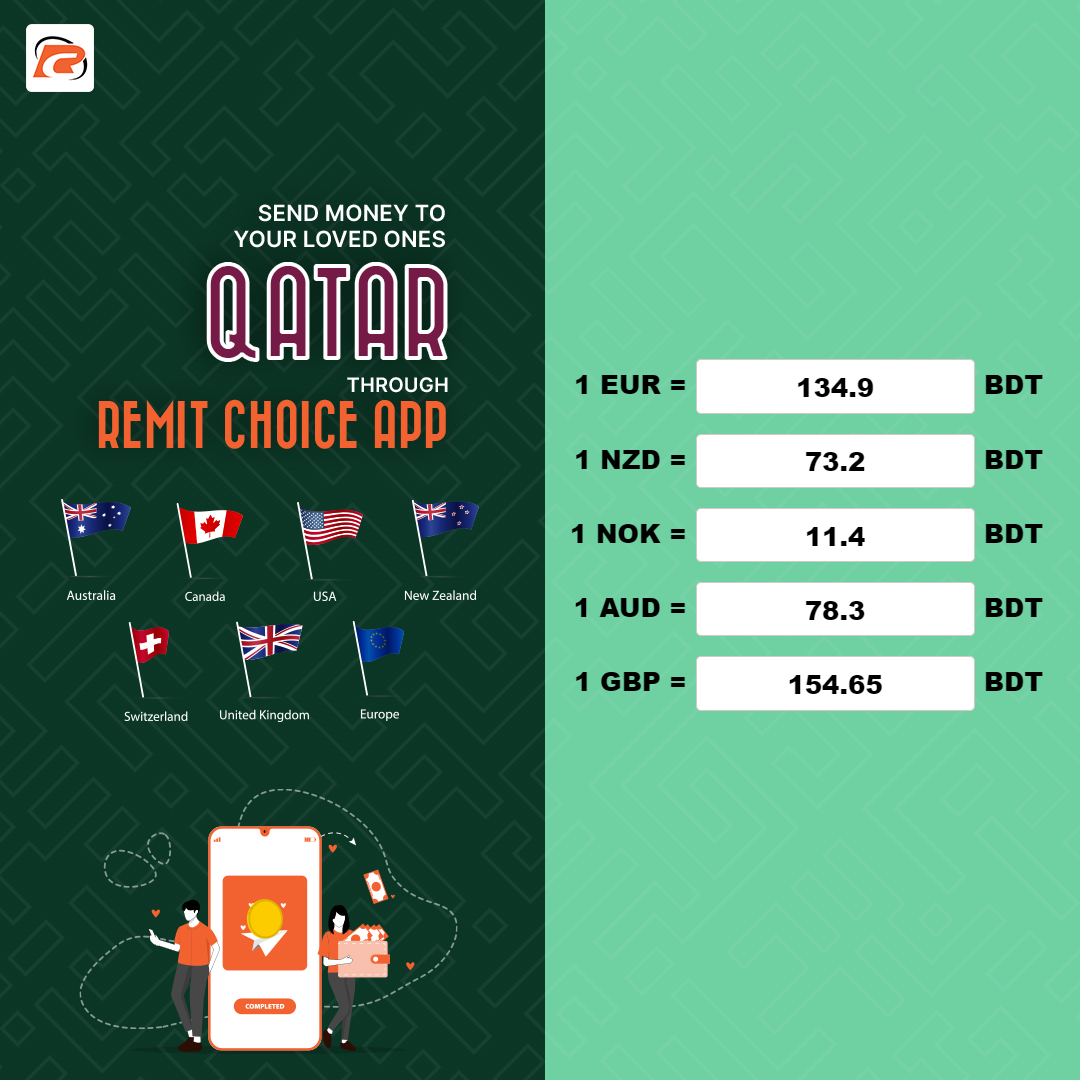 SEND MONEY TO
YOUR LOVED ONES
QATAR
THROUGH
REMIT CHOICE APP
Australia
Canada
USA
New Zealand
Switzerland
United Kingdom
Europe
COMPLETED
1 EUR = 134.9 BDT
1 NZD = 73.2 BDT
1 NOK = 11.4 BDT
1 AUD = 78.3 BDT
1 GBP = 154.65 BDT